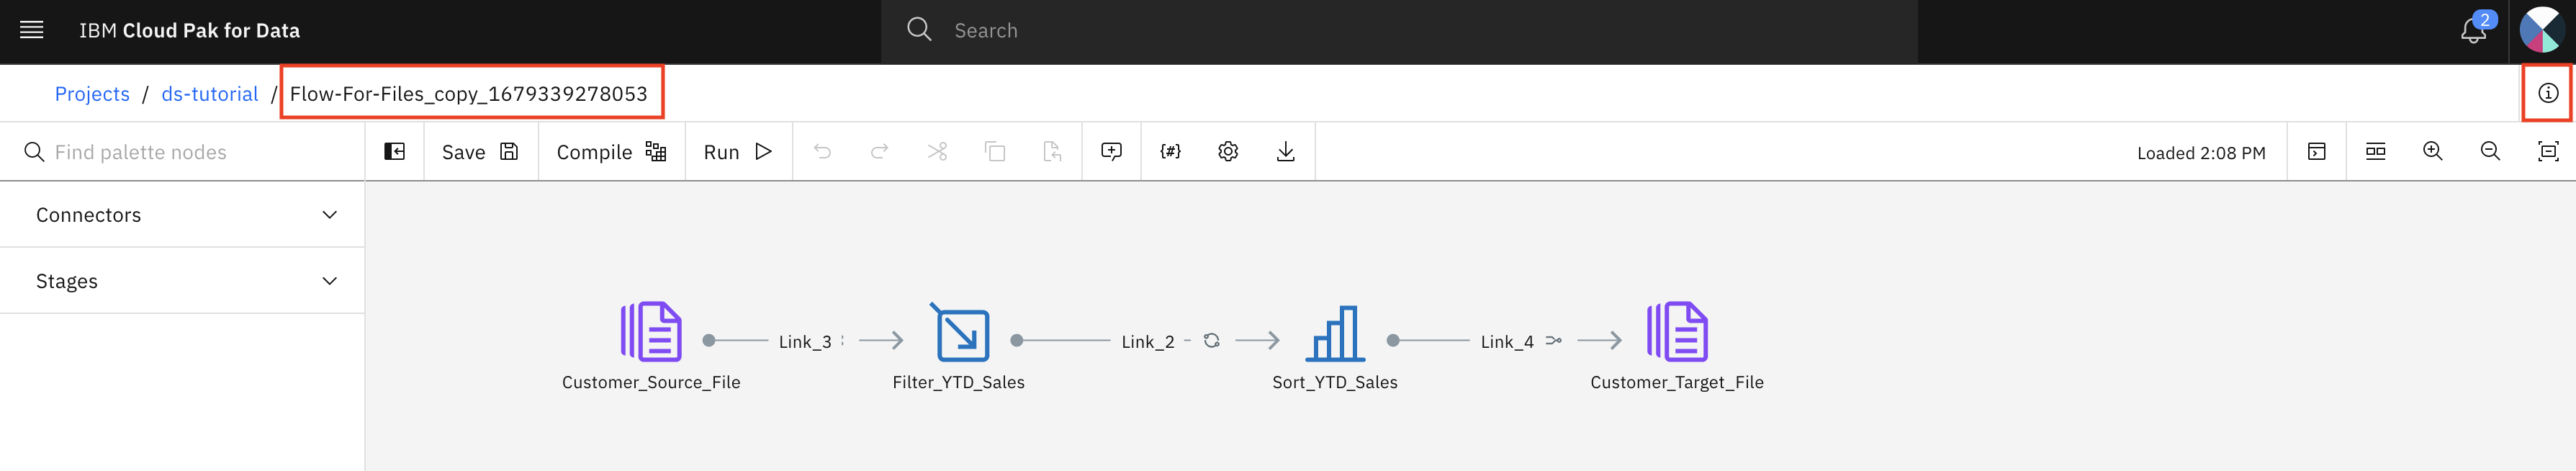 IBM Cloud Pak for Data
Search
2
Projects / ds-tutorial / Flow-For-Files_copy_1679339278053
Find palette nodes
Save
Compile
Run
{#}
Loaded 2:08 PM
Connectors
Stages
Link_3
Link_2
Link_4
Customer_Source_File
Filter_YTD_Sales
Sort_YTD_Sales
Customer_Target_File